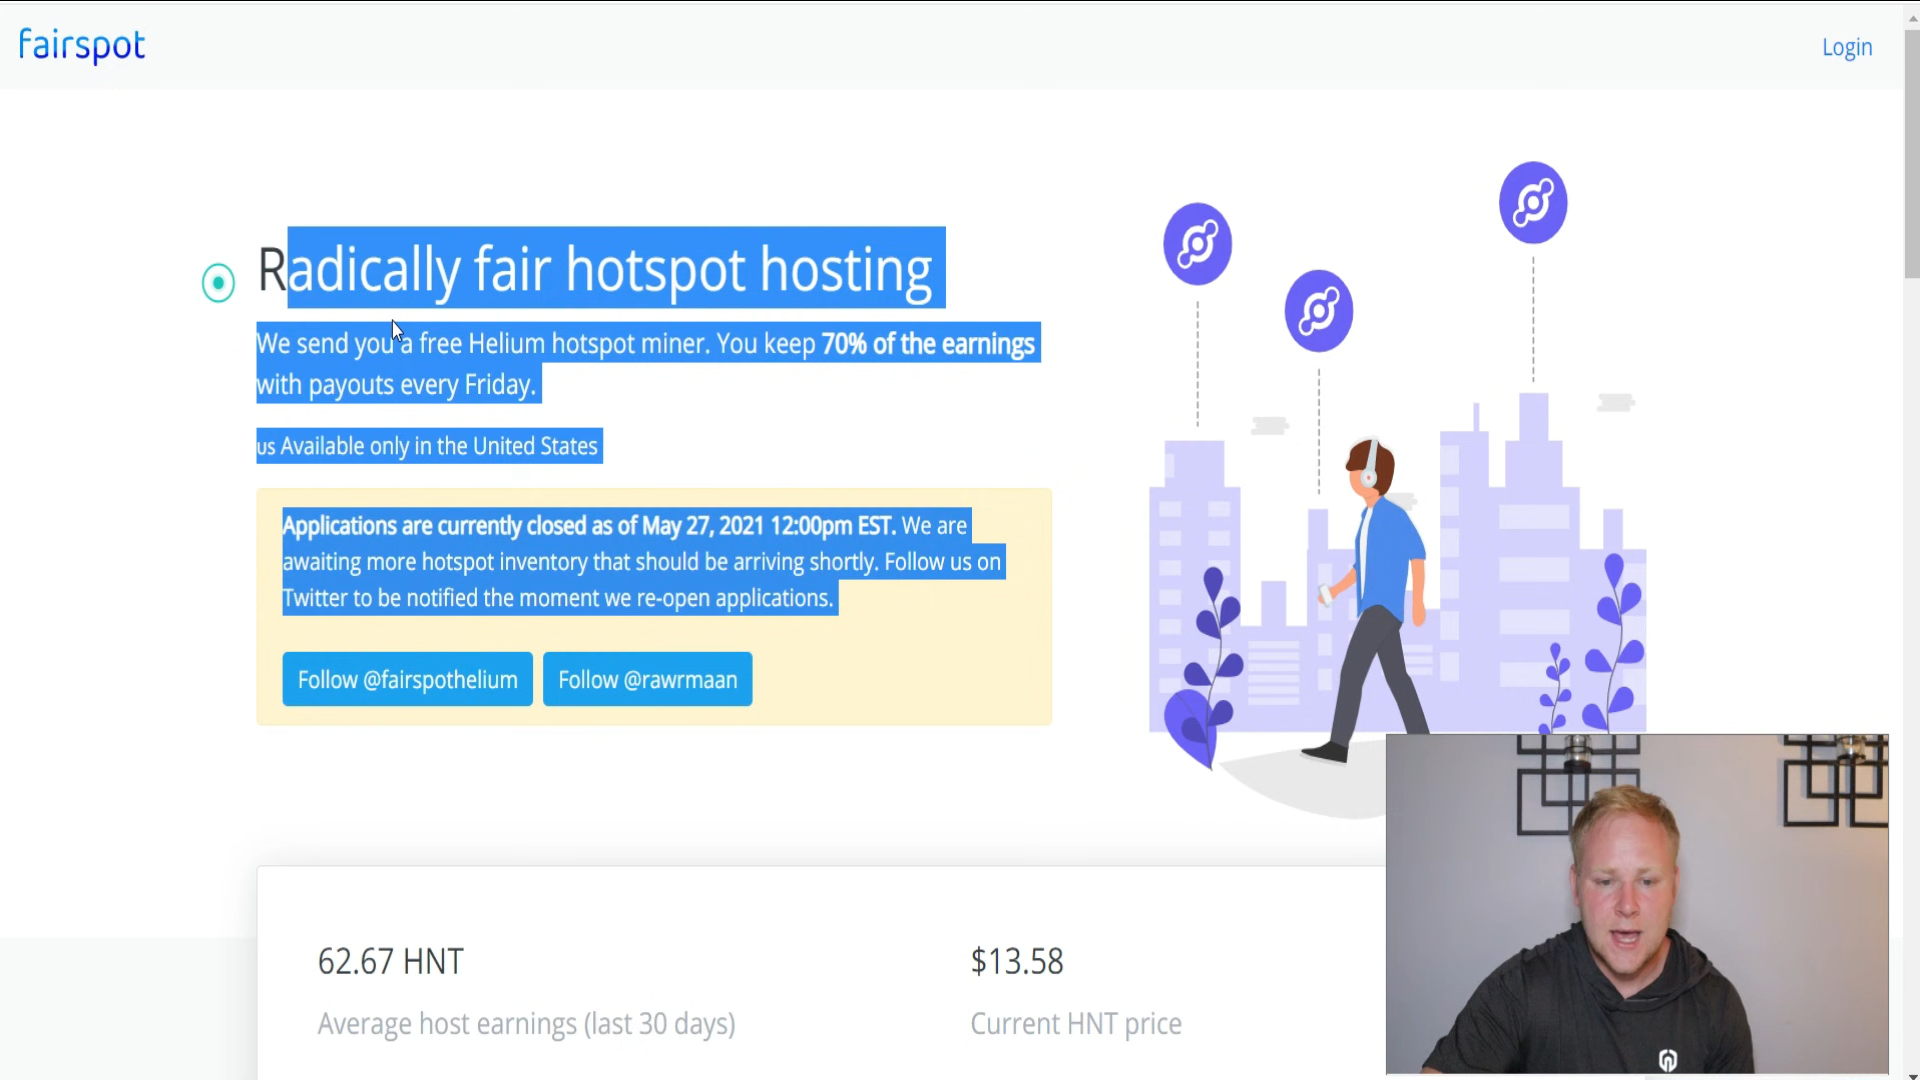 fairspot
Login
Radically fair hotspot hosting
We send you a free Helium hotspot miner. You keep 70% of the earnings
with payouts every Friday.
us Available only in the United States
Applications are currently closed as of May 27, 2021 12:00pm EST. We are
awaiting more hotspot inventory that should be arriving shortly. Follow us on
Twitter to be notified the moment we re-open applications.
Follow @fairspothelium
Follow @rawrmaan
62.67 HNT
$13.58
Average host earnings (last 30 days)
Current HNT price